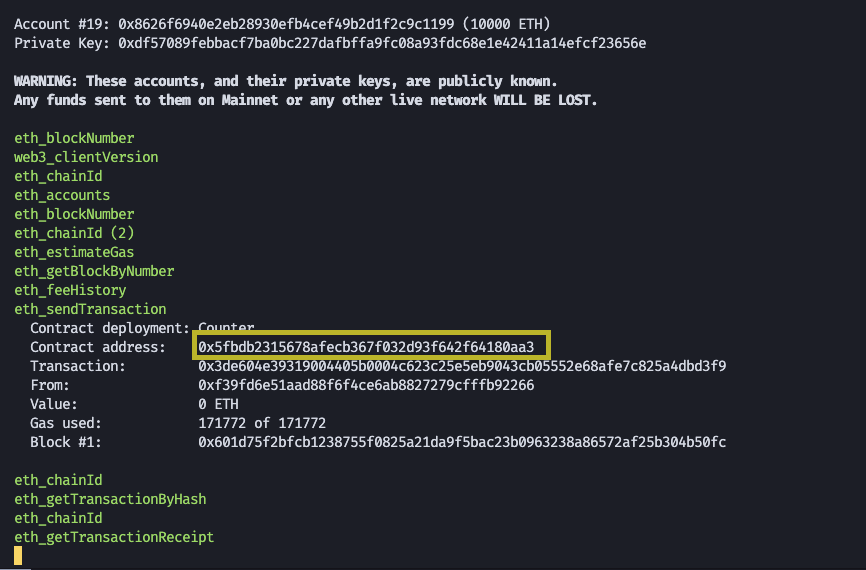 Account #19: 0x8626f6940e2eb28930efb4cef49b2d1f2c9c1199 (10000 ETH)
Private Key: 0xdf57089febbacf7ba0bc227dafbffa9fc08a93fdc68e1e42411a14efcf23656e
WARNING: These accounts, and their private keys, are publicly known.
Any funds sent to them on Mainnet or any other live network WILL BE LOST.
eth_blockNumber
web3_clientVersion
eth_chainId
eth_accounts
eth_blockNumber
eth_chainId (2)
eth_estimateGas
eth_getBlockByNumber
eth_feeHistory
eth_sendTransaction
Contract deployment: Counter
Contract address: 0x5fbdb2315678afecb367f032d93f642f64180aa3
Transaction: 0x3de604e39319004405b0004c623c25e5eb9043cb05552e68afe7c825a4dbd3f9
From: 0xf39fd6e51aad88f6f4ce6ab8827279cfffb92266
Value: 0 ETH
Gas used: 171772 of 171772
Block #1: 0x601d75f2bfcb1238755f0825a21da9f5bac23b0963238a86572af25b304b50fc
eth_chainId
eth_getTransactionByHash
eth_chainId
eth_getTransactionReceipt